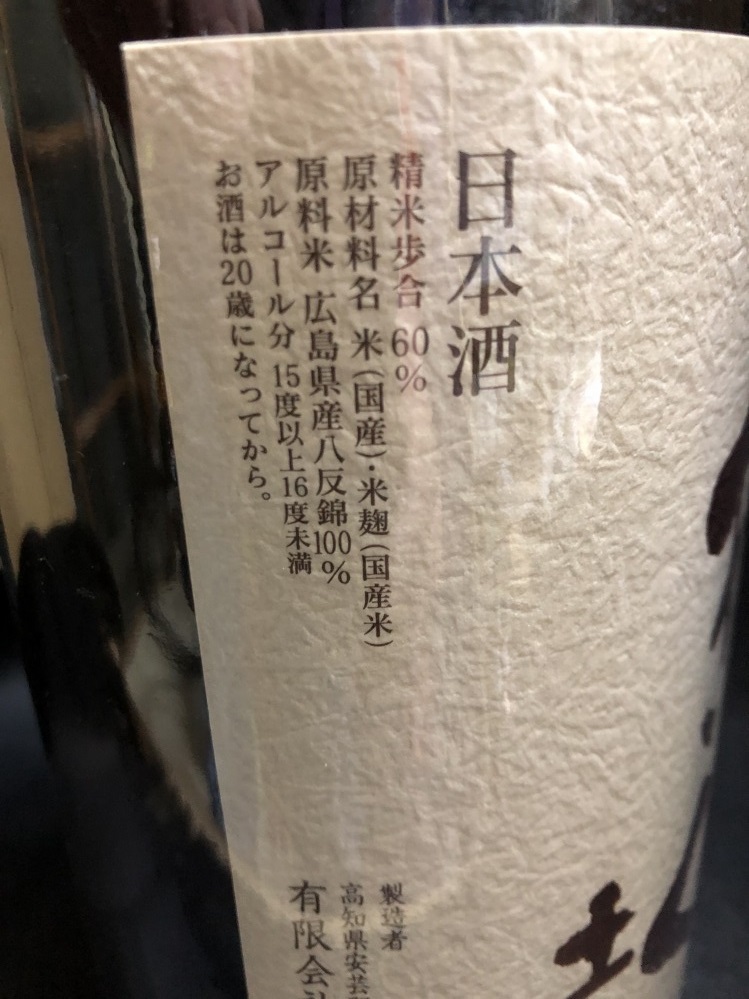 日本酒
精米歩合 60%
原材料名 米(国産)・米麹(国産米)
原料米 広島県産八反錦100%
アルコール分 15度以上16度未満
お酒は20歳になってから。
製造者
高知県安芸
有限会